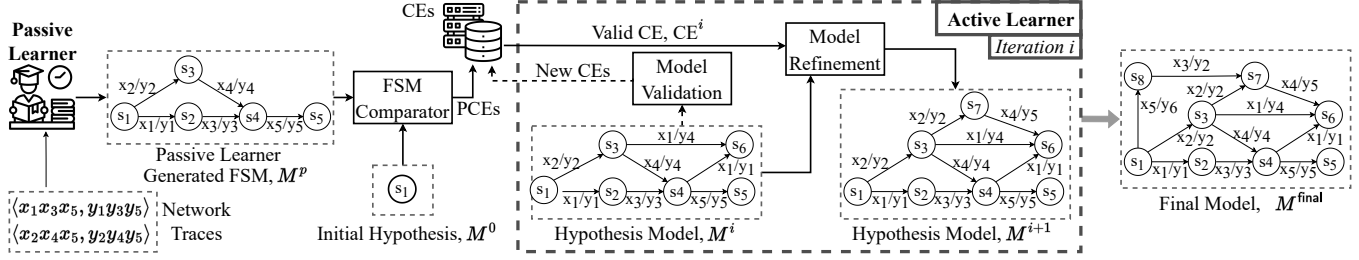 Passive
Learner
x2/y2
s3
x4/y4
s1
x1/y1
s2
x3/y3
s4
x5/y5
s5
Passive Learner
Generated FSM, M^p
⟨x1x3x5, y1y3y5⟩ Network
⟨x2x4x5, y2y4y5⟩ Traces
CEs
FSM
Comparator
PCEs
s1
Initial Hypothesis, M^0
Active Learner
Iteration i
Valid CE, CE^i
New CEs
Model
Validation
Model
Refinement
s3
x1/y4
s6
x2/y2
x4/y4
x1/y1
s1
x1/y1
s2
x3/y3
s4
x5/y5
s5
Hypothesis Model, M^i
s7
x2/y2
x4/y5
s3
x1/y4
s6
x2/y2
x4/y4
x1/y1
s1
x1/y1
s2
x3/y3
s4
x5/y5
s5
Hypothesis Model, M^{i+1}
s8
x3/y2
s7
x2/y2
x4/y5
x5/y6
s3
x1/y4
s6
x2/y2
x4/y4
x1/y1
s1
x1/y1
s2
x3/y3
s4
x5/y5
s5
Final Model, M^final